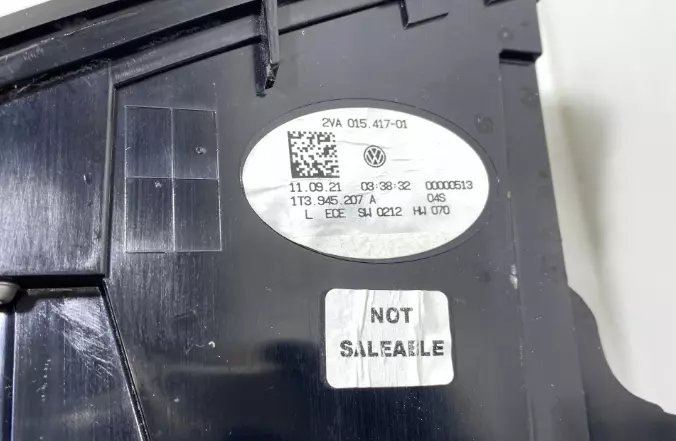 2VA 015.417-01
11.09.21 03:38:32 00000513
1T3.945.207 A 04S
L ECE SW 0212 HW 070
NOT
SALEABLE